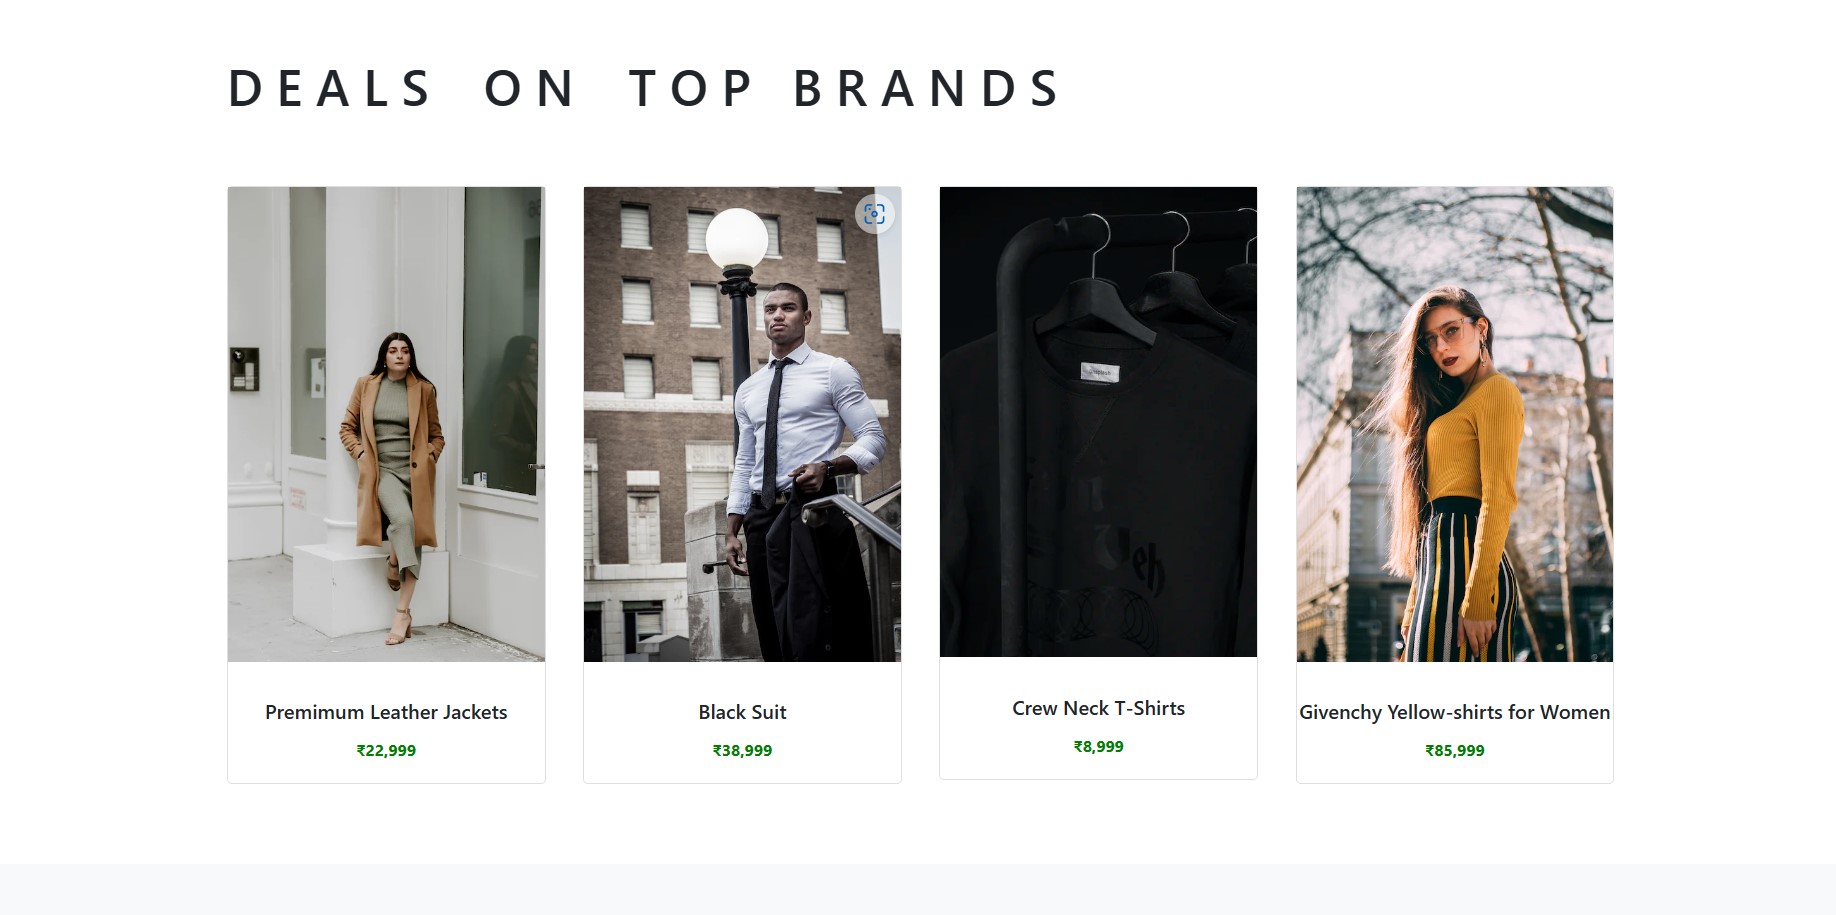 DEALS ON TOP BRANDS
Premimum Leather Jackets
₹22,999
Black Suit
₹38,999
Crew Neck T-Shirts
₹8,999
Givenchy Yellow-shirts for Women
₹85,999